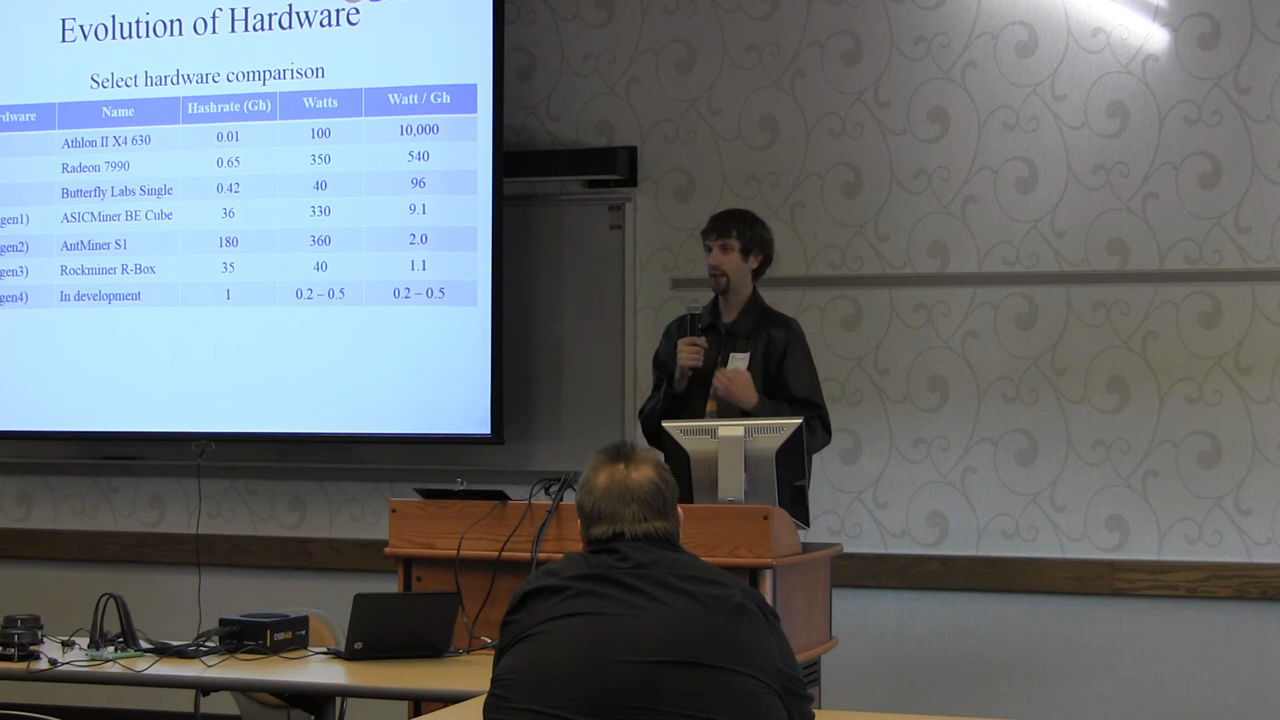 Evolution of Hardware
Select hardware comparison
rdware Name Hashrate (Gh) Watts Watt / Gh
Athlon II X4 630 0.01 100 10,000
Radeon 7990 0.65 350 540
Butterfly Labs Single 0.42 40 96
gen1) ASICMiner BE Cube 36 330 9.1
gen2) AntMiner S1 180 360 2.0
gen3) Rockminer R-Box 35 40 1.1
gen4) In development 1 0.2 – 0.5 0.2 – 0.5